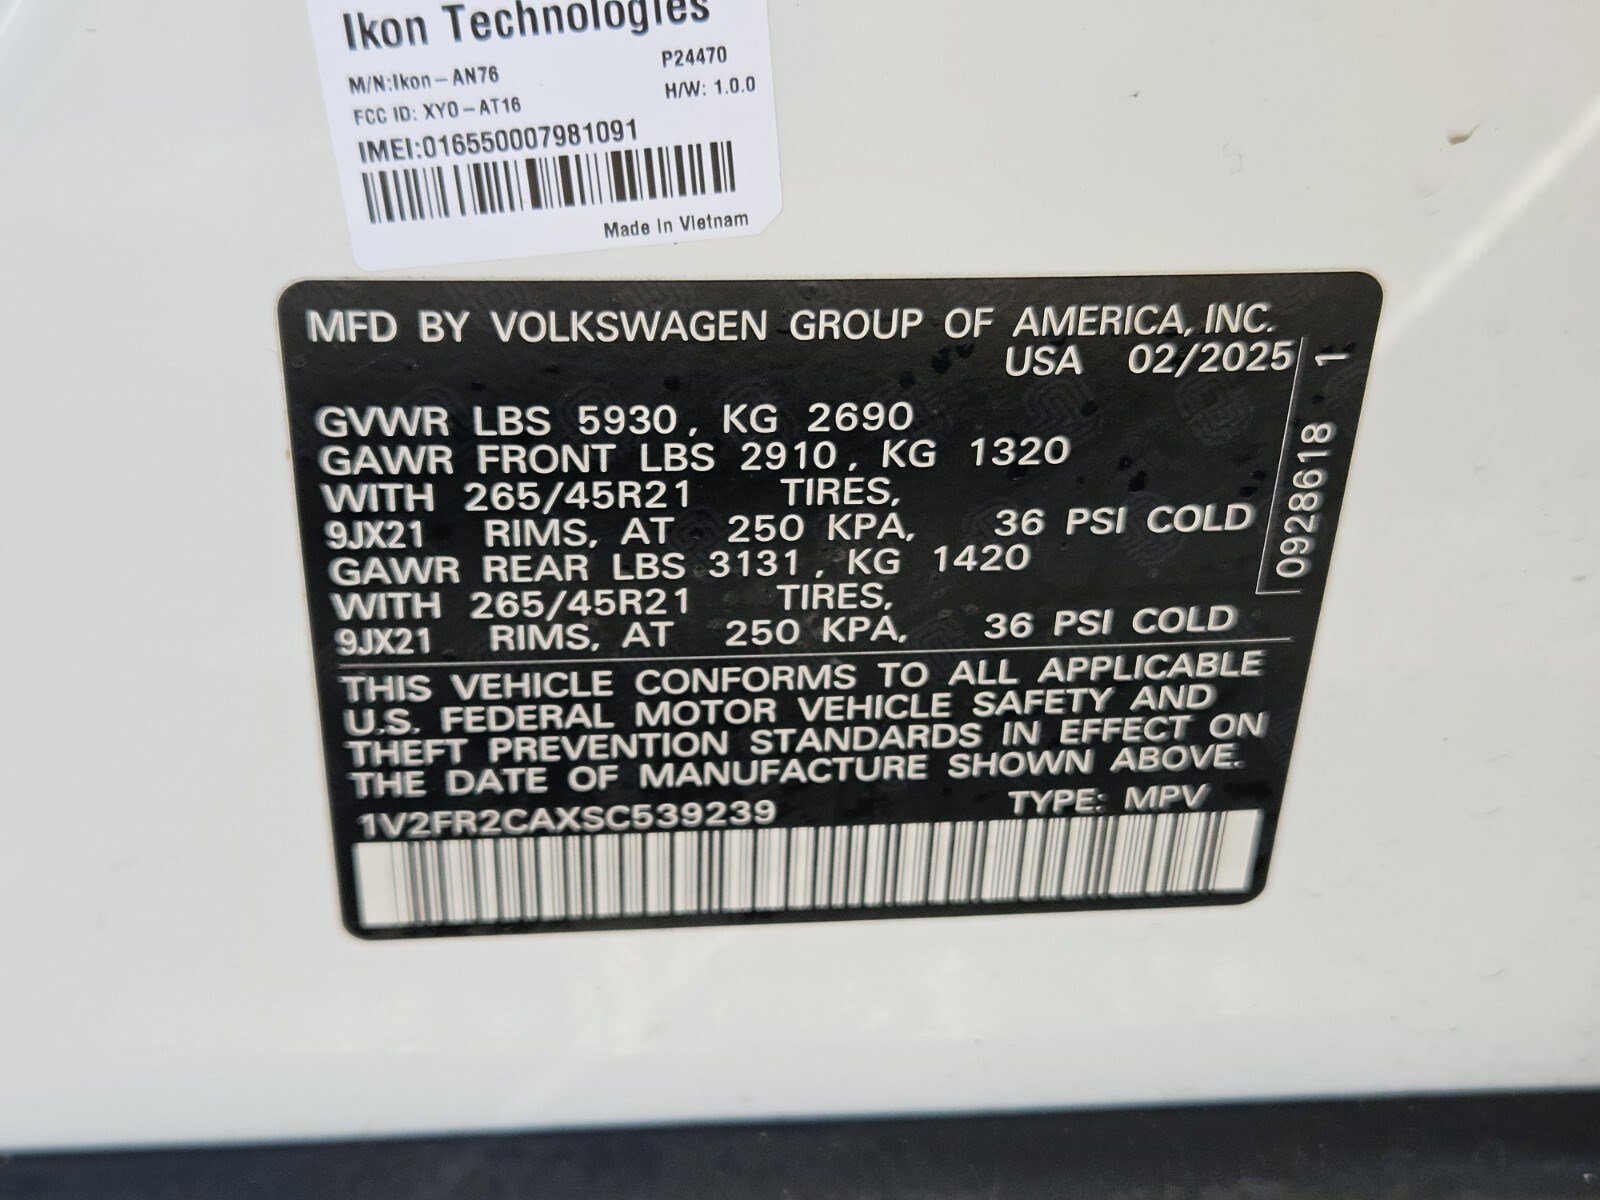 Ikon Technologies
M/N:Ikon-AN76
P24470
FCC ID: XYO-AT16
H/W: 1.0.0
IMEI:016550007981091
Made In Vietnam
MFD BY VOLKSWAGEN GROUP OF AMERICA, INC.
USA 02/2025
GVWR LBS 5930, KG 2690
GAWR FRONT LBS 2910, KG 1320
WITH 265/45R21 TIRES,
9JX21 RIMS, AT 250 KPA, 36 PSI COLD
GAWR REAR LBS 3131, KG 1420
WITH 265/45R21 TIRES,
9JX21 RIMS, AT 250 KPA, 36 PSI COLD
0928618 1
THIS VEHICLE CONFORMS TO ALL APPLICABLE
U.S. FEDERAL MOTOR VEHICLE SAFETY AND
THEFT PREVENTION STANDARDS IN EFFECT ON
THE DATE OF MANUFACTURE SHOWN ABOVE.
1V2FR2CAXSC539239 TYPE: MPV